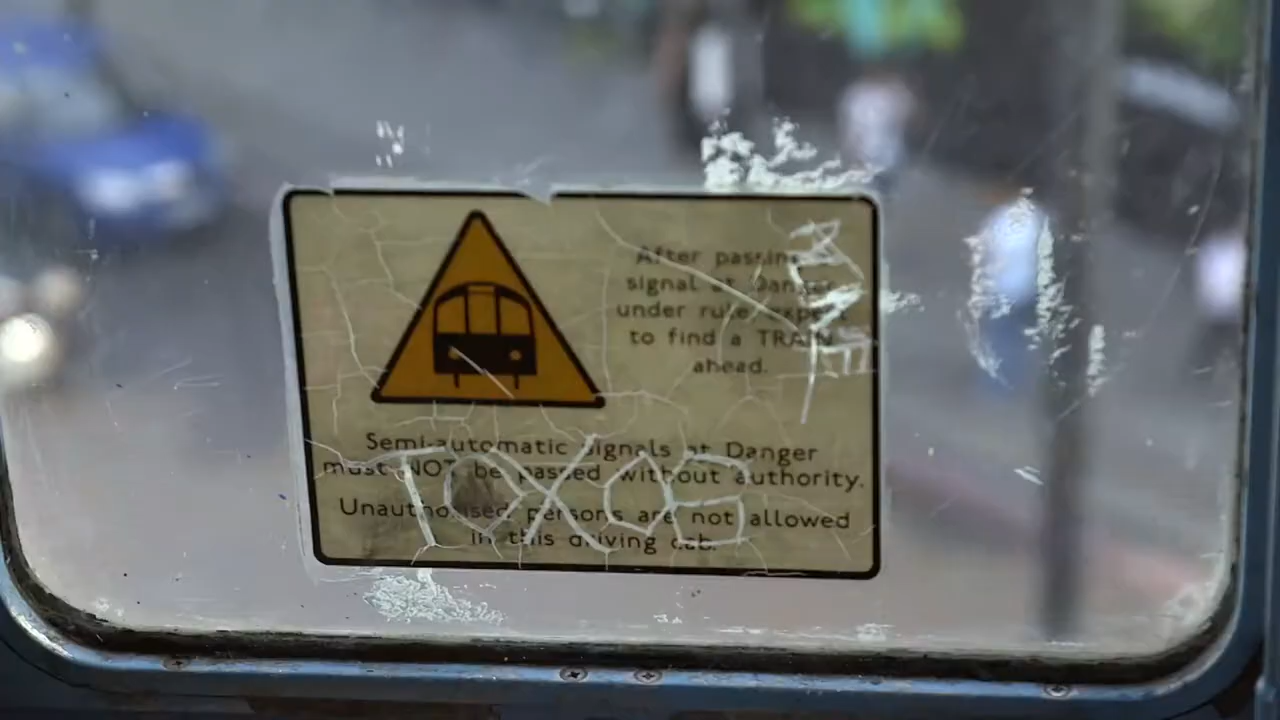 After passing a
signal at Danger
under rule expect
to find a TRAIN
ahead.
Semi-automatic signals at Danger
must NOT be passed without authority.
Unauthorised persons are not allowed
in this driving cab.